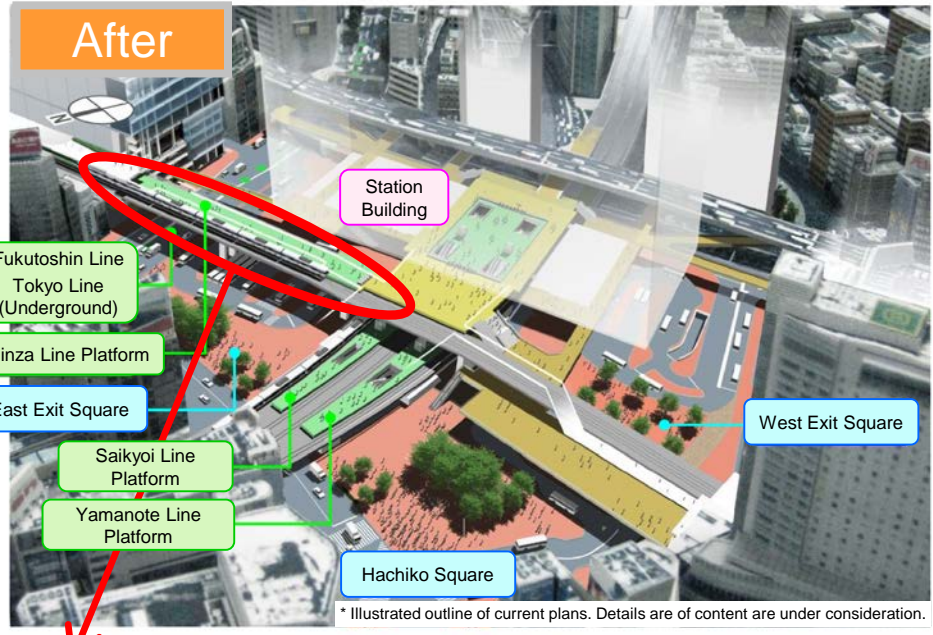 After
N
Station
Building
Fukutoshin Line
Tokyo Line
(Underground)
inza Line Platform
East Exit Square
West Exit Square
Saikyoi Line
Platform
Yamanote Line
Platform
Hachiko Square
* Illustrated outline of current plans. Details are of content are under consideration.